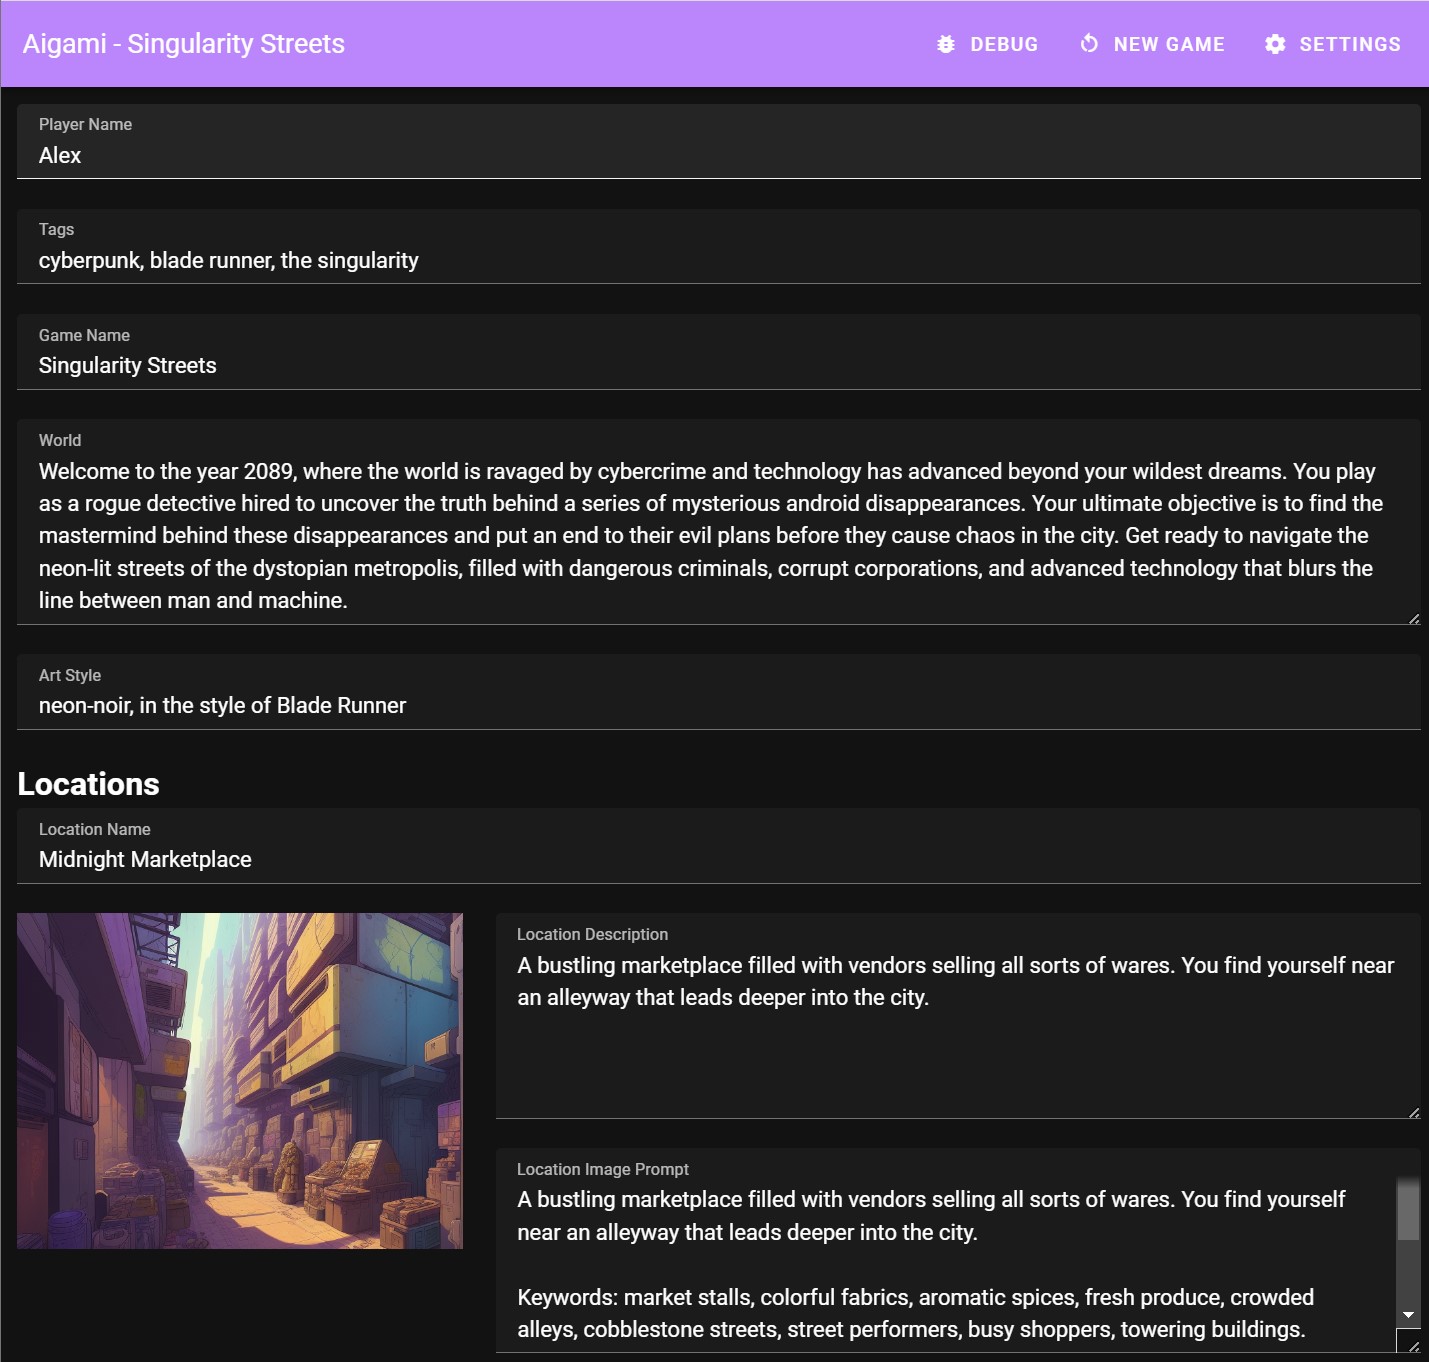 Aigami - Singularity Streets
DEBUG
NEW GAME
SETTINGS
Player Name
Alex
Tags
cyberpunk, blade runner, the singularity
Game Name
Singularity Streets
World
Welcome to the year 2089, where the world is ravaged by cybercrime and technology has advanced beyond your wildest dreams. You play
as a rogue detective hired to uncover the truth behind a series of mysterious android disappearances. Your ultimate objective is to find the
mastermind behind these disappearances and put an end to their evil plans before they cause chaos in the city. Get ready to navigate the
neon-lit streets of the dystopian metropolis, filled with dangerous criminals, corrupt corporations, and advanced technology that blurs the
line between man and machine.
Art Style
neon-noir, in the style of Blade Runner
Locations
Location Name
Midnight Marketplace
Location Description
A bustling marketplace filled with vendors selling all sorts of wares. You find yourself near
an alleyway that leads deeper into the city.
Location Image Prompt
A bustling marketplace filled with vendors selling all sorts of wares. You find yourself
near an alleyway that leads deeper into the city.
Keywords: market stalls, colorful fabrics, aromatic spices, fresh produce, crowded
alleys, cobblestone streets, street performers, busy shoppers, towering buildings.